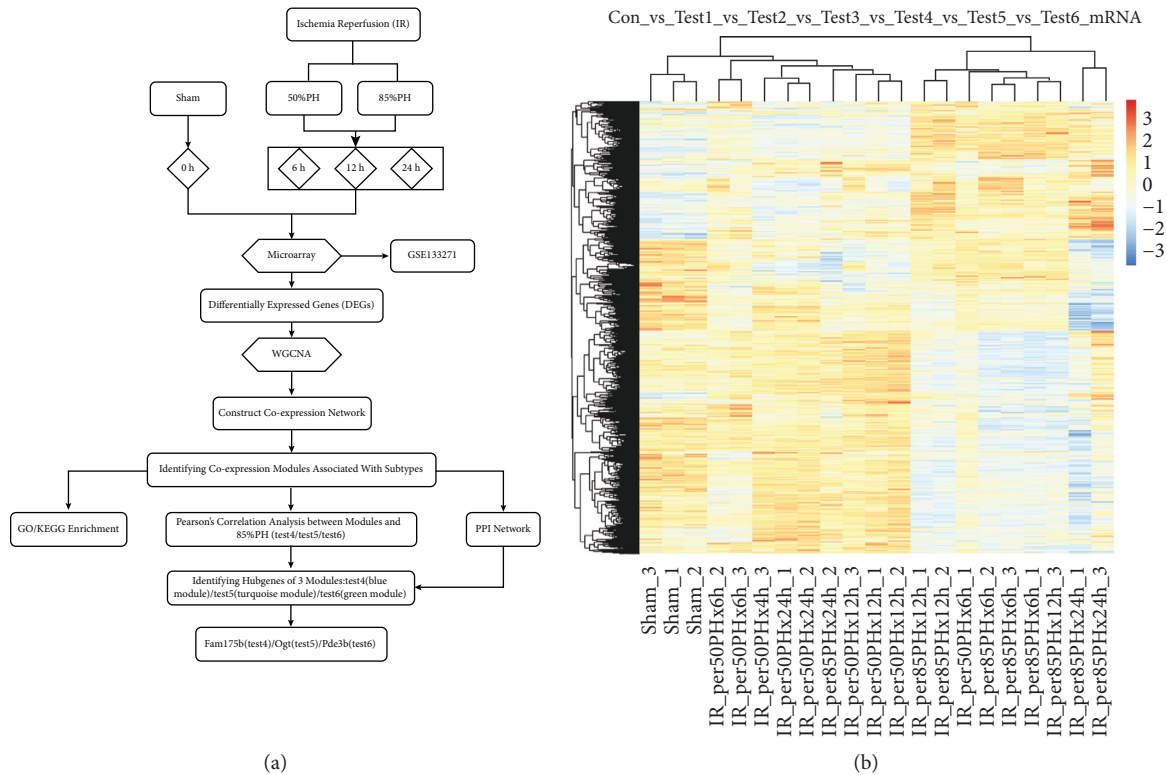 Ischemia Reperfusion (IR)
Sham
50%PH
85%PH
0 h
6 h
12 h
24 h
Microarray
GSE133271
Differentially Expressed Genes (DEGs)
WGCNA
Construct Co-expression Network
Identifying Co-expression Modules Associated With Subtypes
GO/KEGG Enrichment
Pearson's Correlation Analysis between Modules and
85%PH (test4/test5/test6)
PPI Network
Identifying Hubgenes of 3 Modules:test4(blue
module)/test5(turquoise module)/test6(green module)
Fam175b(test4)/Ogt(test5)/Pde3b(test6)
(a)
Con_vs_Test1_vs_Test2_vs_Test3_vs_Test4_vs_Test5_vs_Test6_mRNA
3
2
1
0
−1
−2
−3
Sham_3
Sham_1
Sham_2
IR_per50PHx6h_2
IR_per50PHx6h_3
IR_per50PHx4h_3
IR_per50PHx24h_1
IR_per50PHx24h_2
IR_per85PHx24h_2
IR_per50PHx12h_3
IR_per50PHx12h_1
IR_per50PHx12h_2
IR_per85PHx12h_1
IR_per85PHx12h_2
IR_per50PHx6h_1
IR_per85PHx6h_2
IR_per85PHx6h_3
IR_per85PHx6h_1
IR_per85PHx12h_3
IR_per85PHx24h_1
IR_per85PHx24h_3
(b)